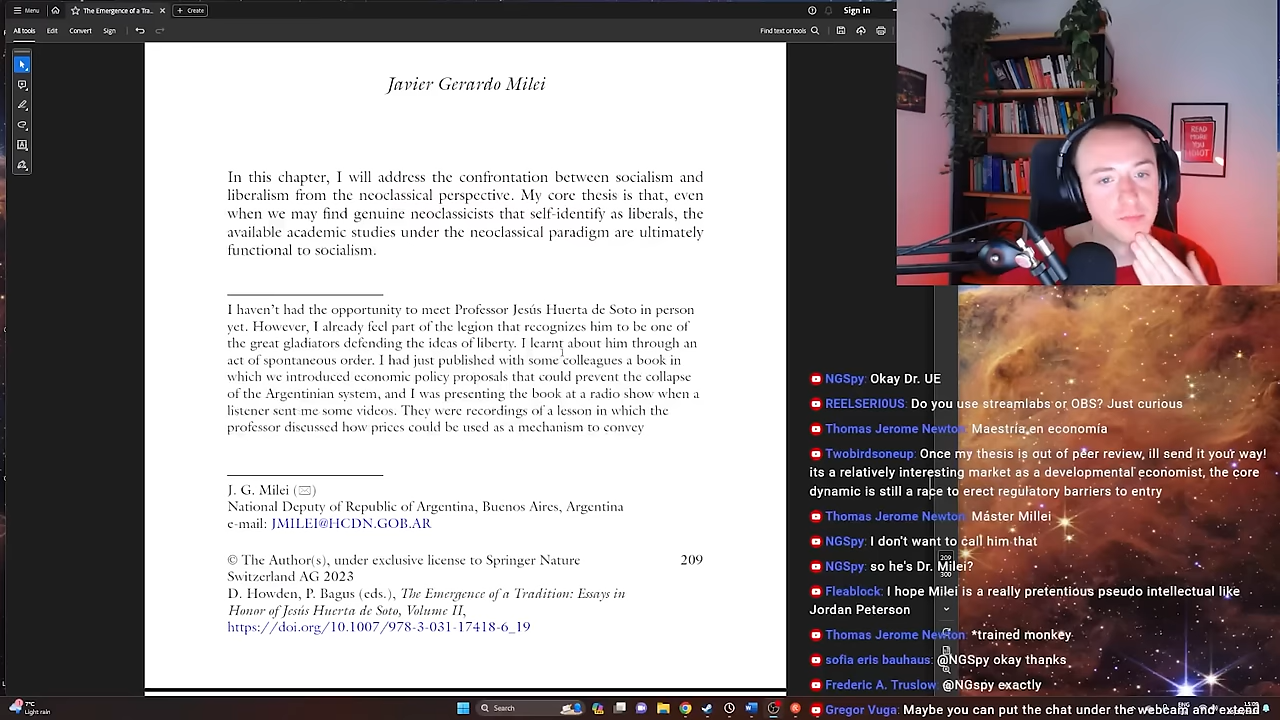 Menu
The Emergence of a Tra...
Create
Sign in
All tools
Edit
Convert
Sign
Find text or tools
Javier Gerardo Milei
In this chapter, I will address the confrontation between socialism and
liberalism from the neoclassical perspective. My core thesis is that, even
when we may find genuine neoclassicists that self-identify as liberals, the
available academic studies under the neoclassical paradigm are ultimately
functional to socialism.
I haven't had the opportunity to meet Professor Jesús Huerta de Soto in person
yet. However, I already feel part of the legion that recognizes him to be one of
the great gladiators defending the ideas of liberty. I learnt about him through an
act of spontaneous order. I had just published with some colleagues a book in
which we introduced economic policy proposals that could prevent the collapse
of the Argentinian system, and I was presenting the book at a radio show when a
listener sent me some videos. They were recordings of a lesson in which the
professor discussed how prices could be used as a mechanism to convey
J. G. Milei
National Deputy of Republic of Argentina, Buenos Aires, Argentina
e-mail: JMILEI@HCDN.GOB.AR
© The Author(s), under exclusive license to Springer Nature
Switzerland AG 2023
209
D. Howden, P. Bagus (eds.), The Emergence of a Tradition: Essays in
Honor of Jesús Huerta de Soto, Volume II,
https://doi.org/10.1007/978-3-031-17418-6_19
READ
MORE
YOU
IDIOT
NGSpy: Okay Dr. UE
REELSERI0US: Do you use streamlabs or OBS? Just curious
Thomas Jerome Newton: Maestría en economía
Twobirdsoneup: Once my thesis is out of peer review, ill send it your way!
its a relatively interesting market as a developmental economist, the core
dynamic is still a race to erect regulatory barriers to entry
Thomas Jerome Newton: Máster Millei
NGSpy: I don't want to call him that
209
300
NGSpy: so he's Dr. Milei?
Fleablock: I hope Milei is a really pretentious pseudo intellectual like
Jordan Peterson
Thomas Jerome Newton: *trained monkey
sofia eris bauhaus: @NGSpy okay thanks
Frederic A. Truslow @NGspy exactly
Gregor Vuga: Maybe you can put the chat under the webcam and extend
7°C
Light rain
Search
ENG